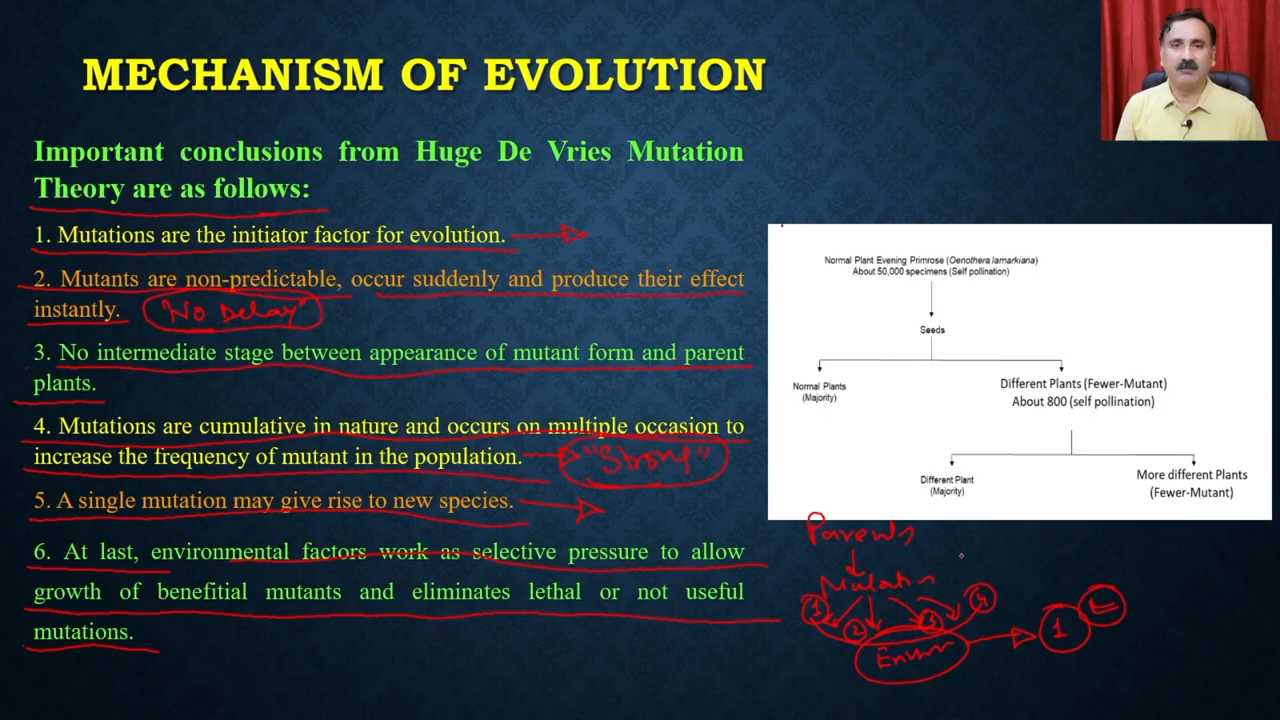 MECHANISM OF EVOLUTION
Important conclusions from Huge De Vries Mutation
Theory are as follows:
1. Mutations are the initiator factor for evolution.
2. Mutants are non-predictable, occur suddenly and produce their effect
instantly. "No Delay"
3. No intermediate stage between appearance of mutant form and parent
plants.
4. Mutations are cumulative in nature and occurs on multiple occasion to
increase the frequency of mutant in the population. "Strong"
5. A single mutation may give rise to new species.
6. At last, environmental factors work as selective pressure to allow
growth of benefitial mutants and eliminates lethal or not useful
mutations.
Normal Plant Evening Primrose (Oenothera lamarkiana)
About 50,000 specimens (Self pollination)
Seeds
Normal Plants
(Majority)
Different Plants (Fewer-Mutant)
About 800 (self pollination)
Different Plant
(Majority)
More different Plants
(Fewer-Mutant)
Parents
1 2 3 4
1